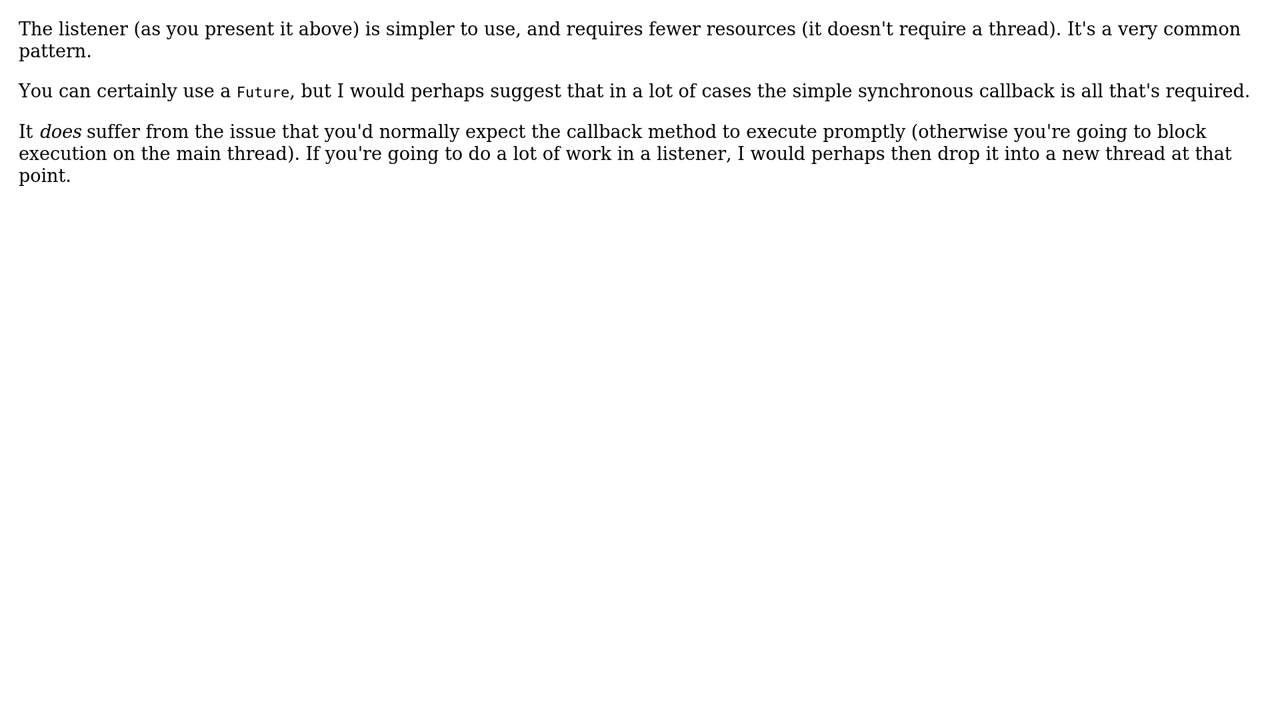 The listener (as you present it above) is simpler to use, and requires fewer resources (it doesn't require a thread). It's a very common
pattern.
You can certainly use a Future, but I would perhaps suggest that in a lot of cases the simple synchronous callback is all that's required.
It does suffer from the issue that you'd normally expect the callback method to execute promptly (otherwise you're going to block
execution on the main thread). If you're going to do a lot of work in a listener, I would perhaps then drop it into a new thread at that
point.